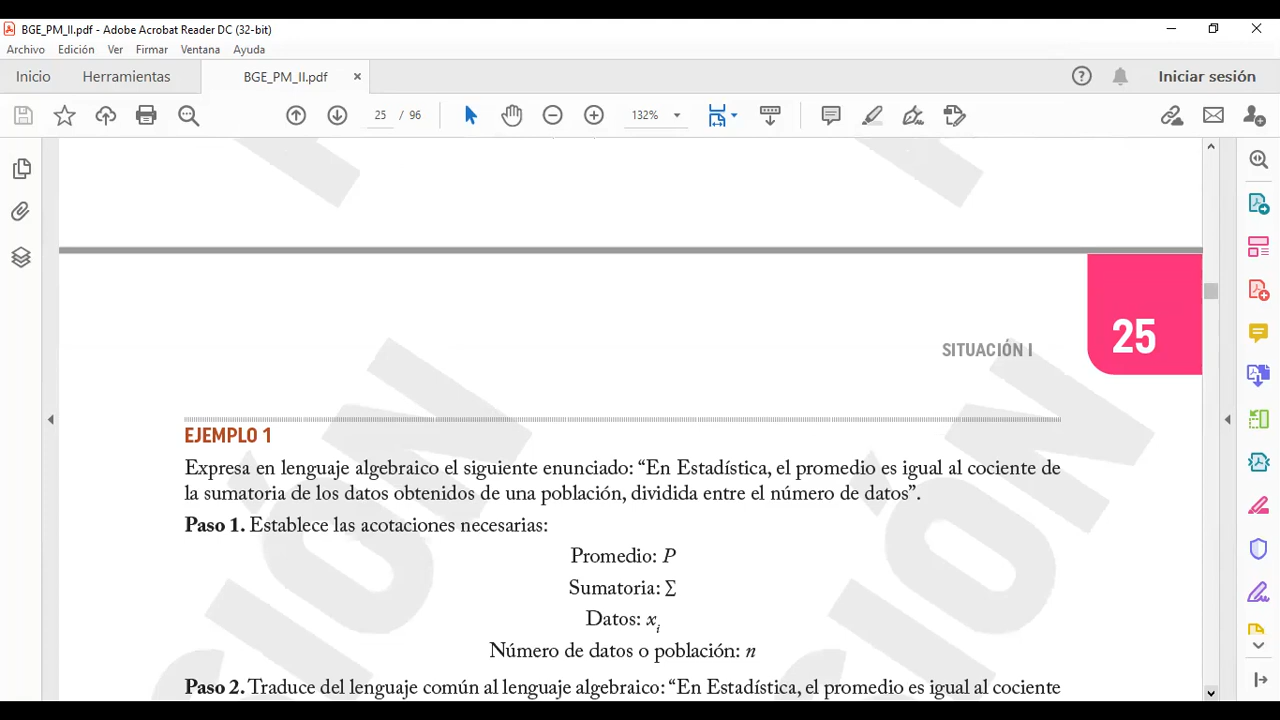 BGE_PM_II.pdf - Adobe Acrobat Reader DC (32-bit)
Archivo Edición Ver Firmar Ventana Ayuda
Inicio Herramientas BGE_PM_II.pdf × Iniciar sesión
25 / 96 132%
25
SITUACIÓN I
EJEMPLO 1
Expresa en lenguaje algebraico el siguiente enunciado: “En Estadística, el promedio es igual al cociente de
la sumatoria de los datos obtenidos de una población, dividida entre el número de datos”.
Paso 1. Establece las acotaciones necesarias:
Promedio: P
Sumatoria: ∑
Datos: xᵢ
Número de datos o población: n
Paso 2. Traduce del lenguaje común al lenguaje algebraico: “En Estadística, el promedio es igual al cociente